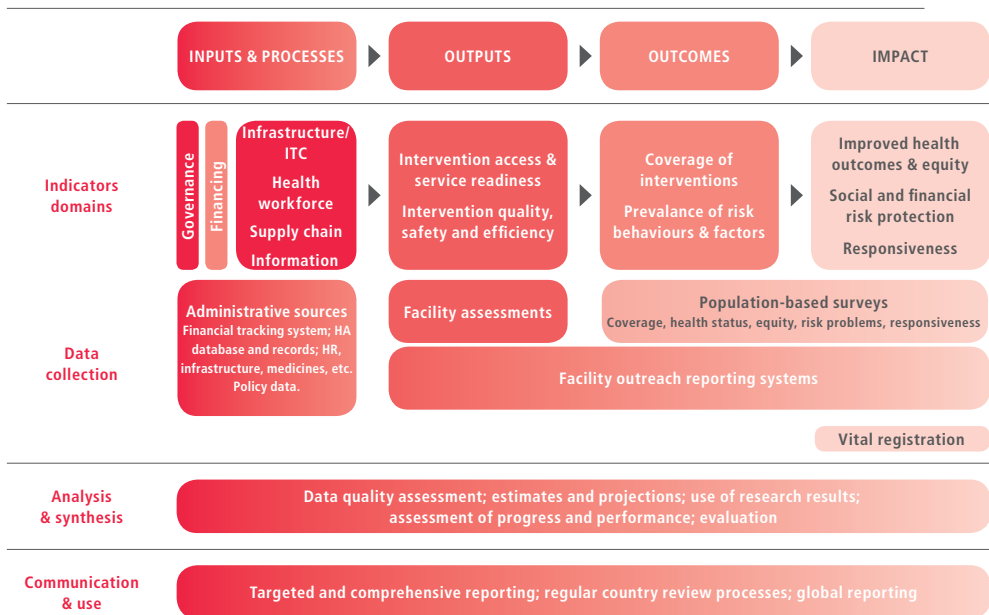 INPUTS & PROCESSES
OUTPUTS
OUTCOMES
IMPACT
Indicators
domains
Governance
Financing
Infrastructure/
ITC
Health
workforce
Supply chain
Information
Intervention access &
service readiness
Intervention quality,
safety and efficiency
Coverage of
interventions
Prevalance of risk
behaviours & factors
Improved health
outcomes & equity
Social and financial
risk protection
Responsiveness
Data
collection
Administrative sources
Financial tracking system; HA
database and records; HR,
infrastructure, medicines, etc.
Policy data.
Facility assessments
Population-based surveys
Coverage, health status, equity, risk problems, responsiveness
Facility outreach reporting systems
Vital registration
Analysis
& synthesis
Data quality assessment; estimates and projections; use of research results;
assessment of progress and performance; evaluation
Communication
& use
Targeted and comprehensive reporting; regular country review processes; global reporting